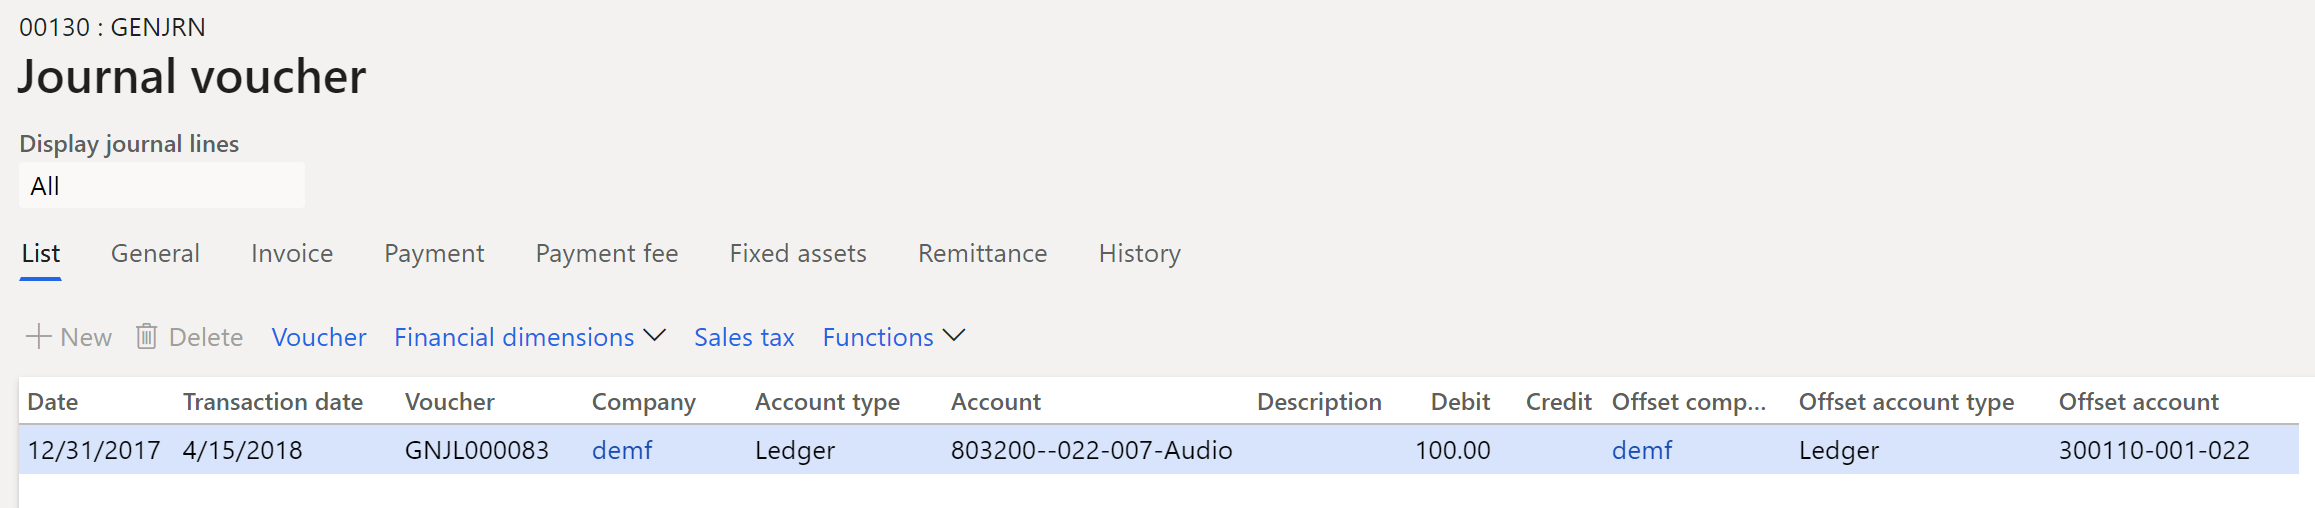 00130 : GENJRN
Journal voucher
Display journal lines
All
List General Invoice Payment Payment fee Fixed assets Remittance History
New Delete Voucher Financial dimensions Sales tax Functions
Date Transaction date Voucher Company Account type Account Description Debit Credit Offset comp... Offset account type Offset account
12/31/2017 4/15/2018 GNJL000083 demf Ledger 803200--022-007-Audio 100.00 demf Ledger 300110-001-022